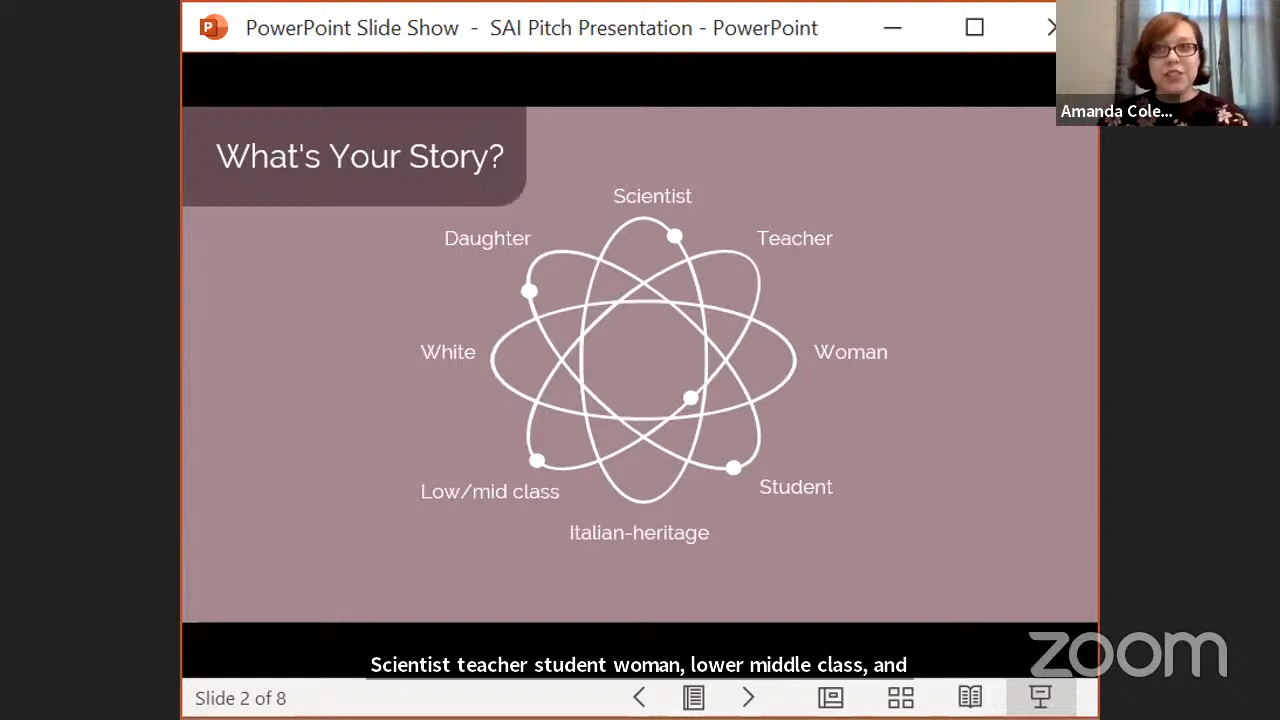 PowerPoint Slide Show - SAI Pitch Presentation - PowerPoint
Amanda Cole...
What's Your Story?
Scientist
Daughter
Teacher
White
Woman
Low/mid class
Student
Italian-heritage
Scientist teacher student woman, lower middle class, and
zoom
Slide 2 of 8